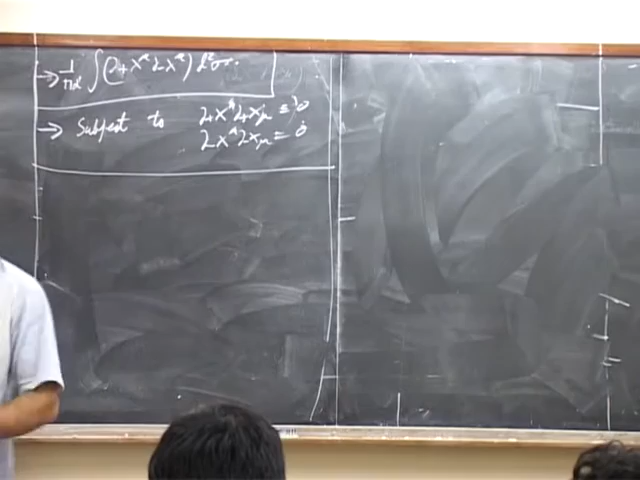 → 1/πα' ∫ (∂₊X^μ ∂₋X^μ) d²σ.
→ Subject to ∂₊X^μ ∂₊X_μ = 0
∂₋X^μ ∂₋X_μ = 0